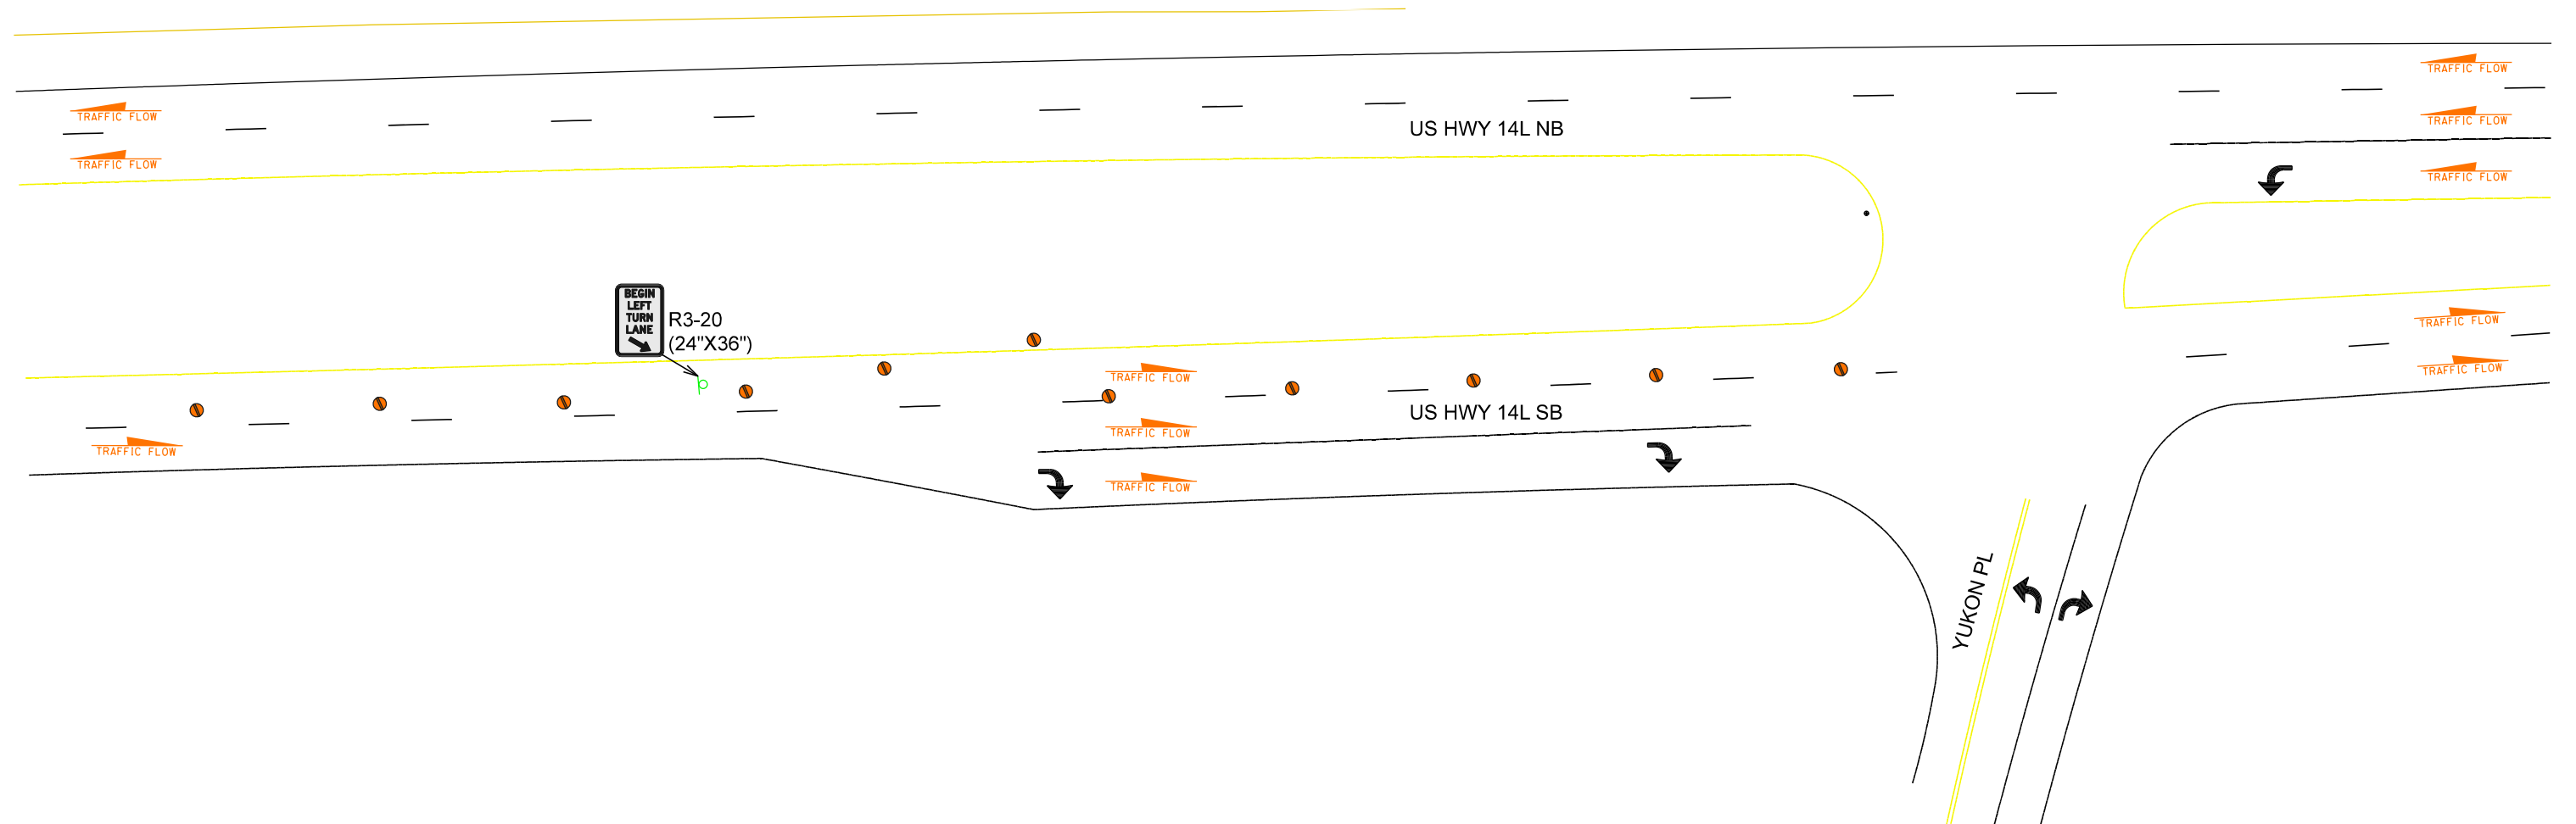 TRAFFIC FLOW
TRAFFIC FLOW
TRAFFIC FLOW
US HWY 14L NB
TRAFFIC FLOW
TRAFFIC FLOW
TRAFFIC FLOW
BEGIN
LEFT
TURN
LANE
R3-20
(24"X36")
TRAFFIC FLOW
TRAFFIC FLOW
TRAFFIC FLOW
US HWY 14L SB
TRAFFIC FLOW
TRAFFIC FLOW
TRAFFIC FLOW
YUKON PL